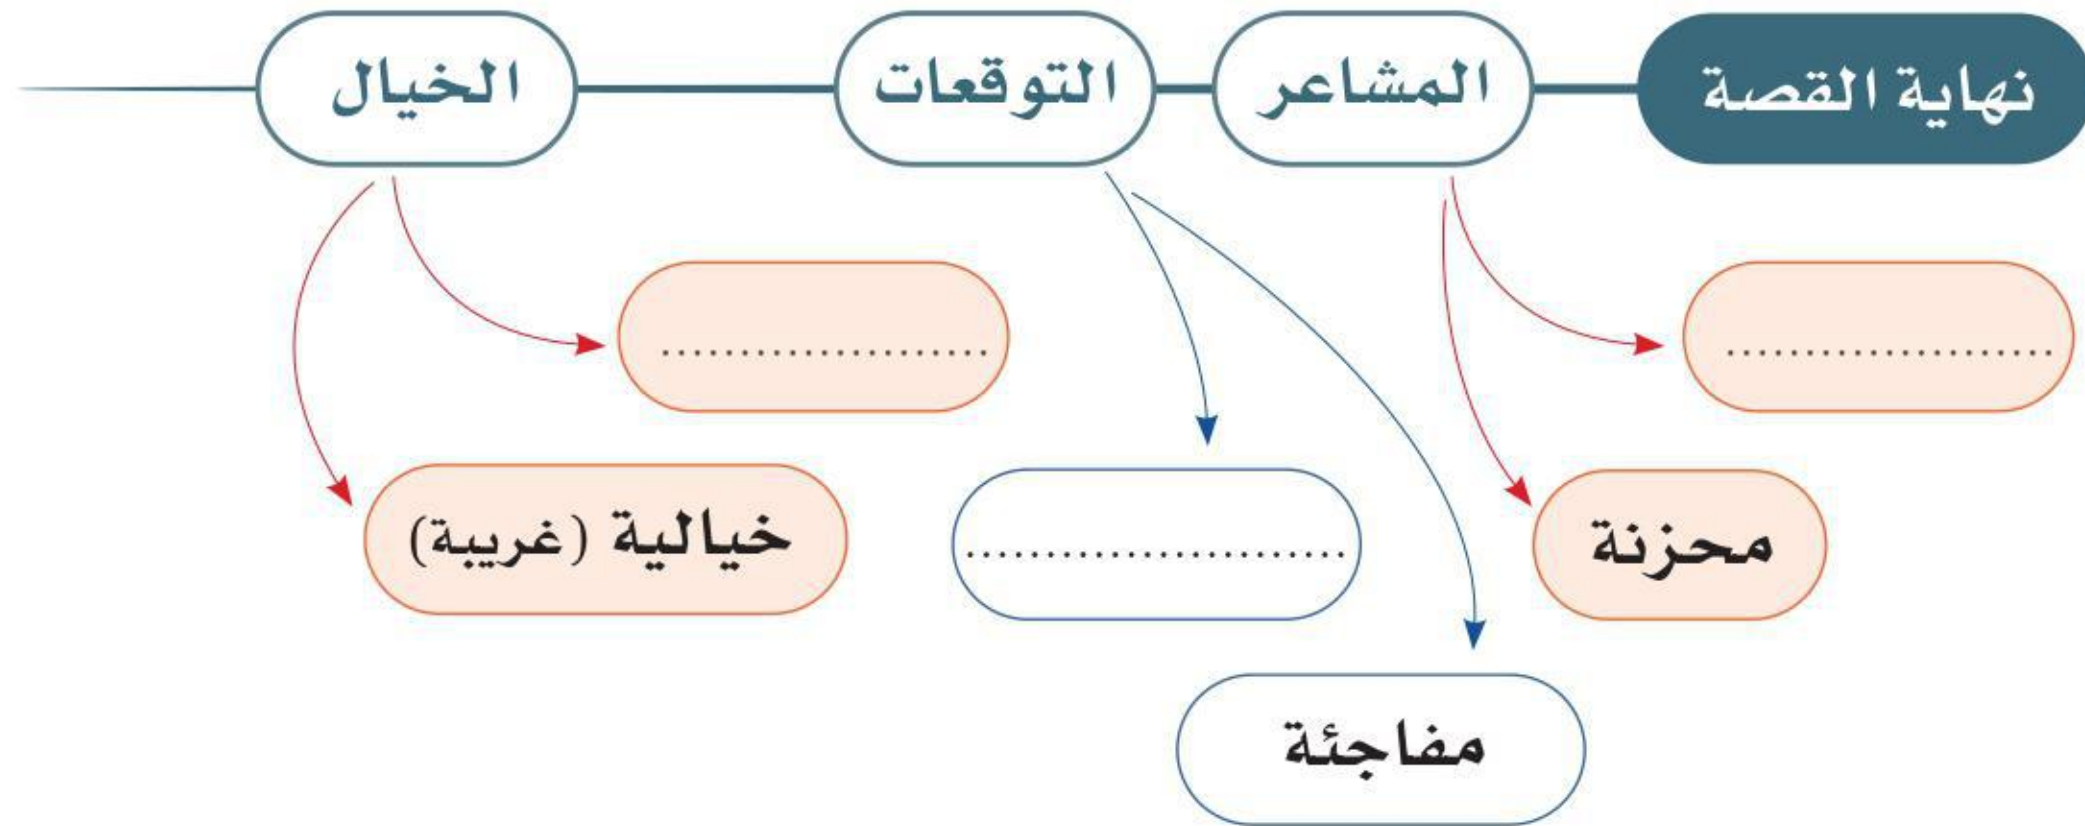 نهاية القصة
المشاعر
التوقعات
الخيال
.....................
.....................
محزنة
........................
خيالية (غريبة)
مفاجئة